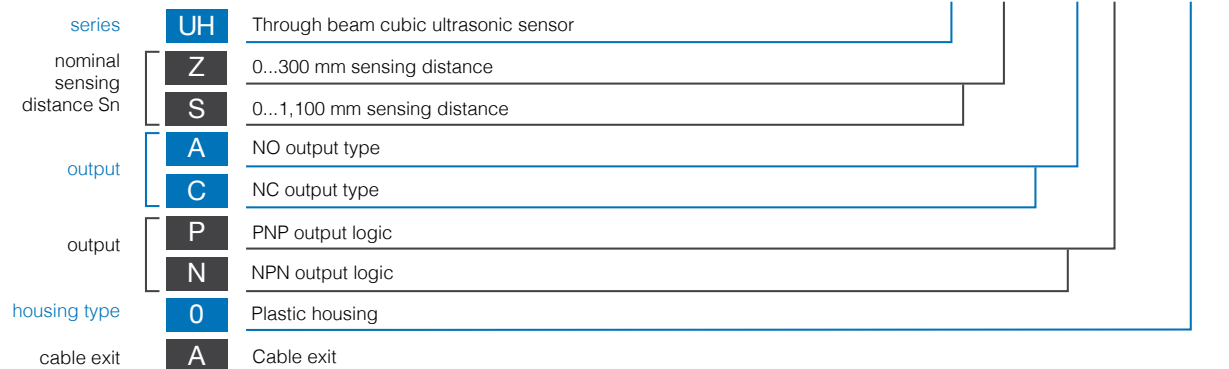 series UH Through beam cubic ultrasonic sensor
nominal sensing distance Sn
Z 0...300 mm sensing distance
S 0...1,100 mm sensing distance
output
A NO output type
C NC output type
output
P PNP output logic
N NPN output logic
housing type 0 Plastic housing
cable exit A Cable exit